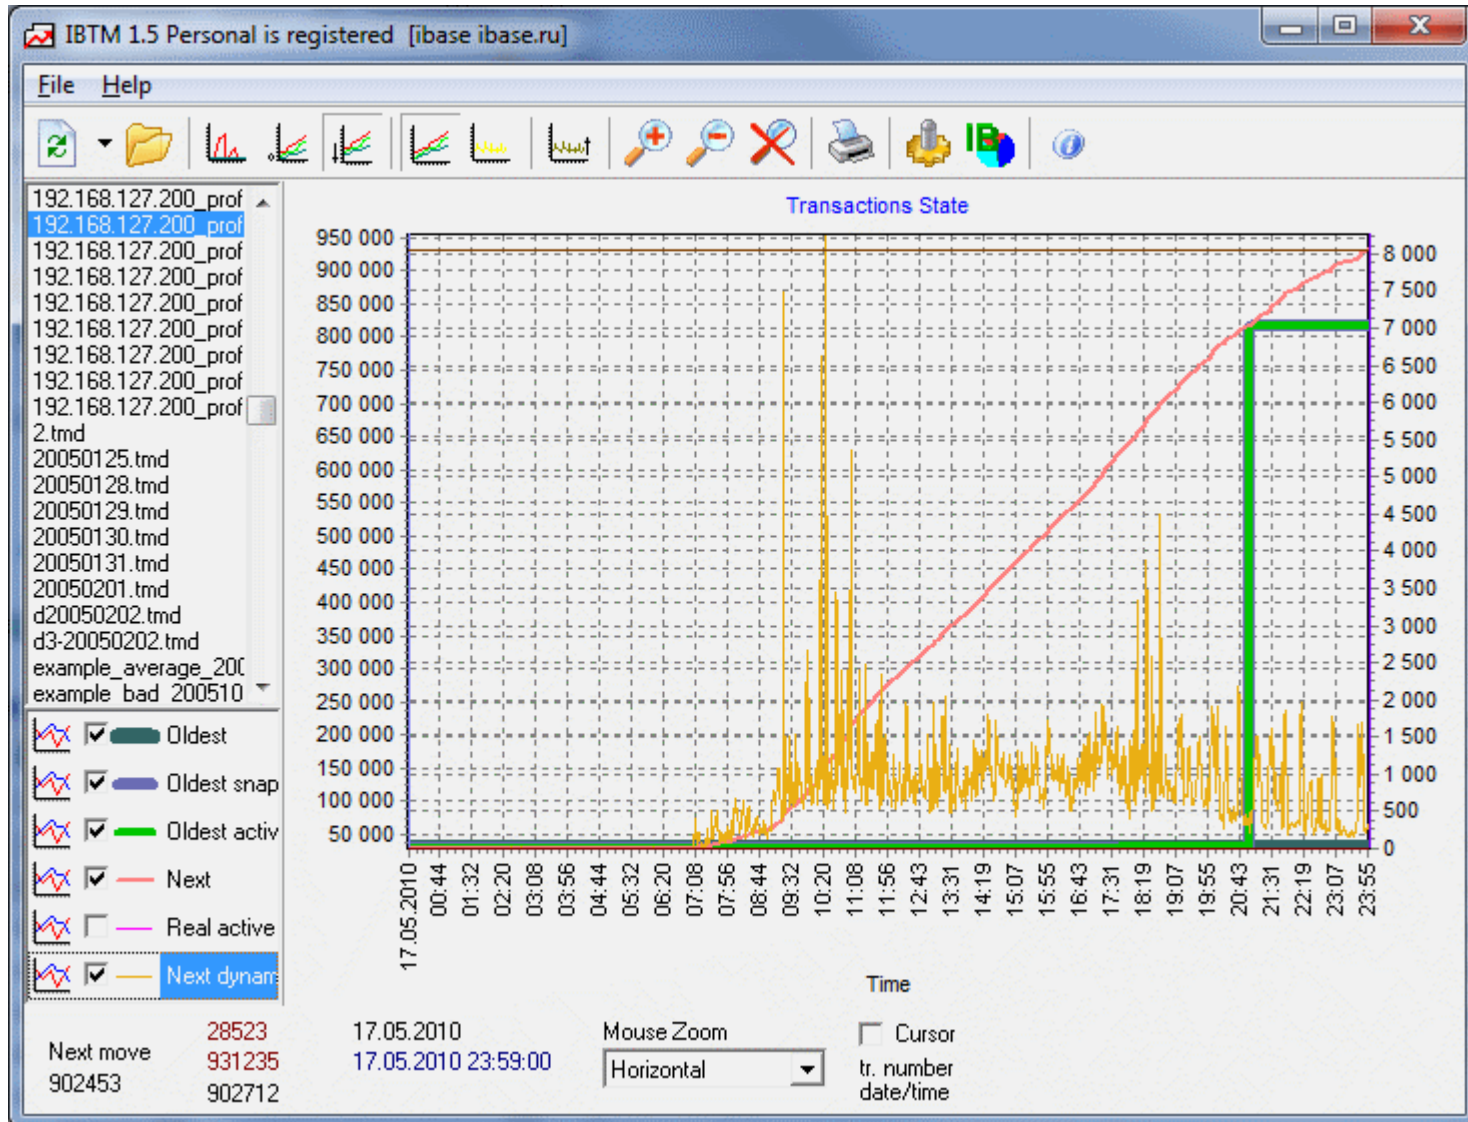 IBTM 1.5 Personal is registered [ibase ibase.ru]
File Help
192.168.127.200_prof
192.168.127.200_prof
192.168.127.200_prof
192.168.127.200_prof
192.168.127.200_prof
192.168.127.200_prof
192.168.127.200_prof
192.168.127.200_prof
192.168.127.200_prof
2.tmd
20050125.tmd
20050128.tmd
20050129.tmd
20050130.tmd
20050131.tmd
20050201.tmd
d20050202.tmd
d3-20050202.tmd
example_average_200
example_bad_200510
Oldest
Oldest snap
Oldest activ
Next
Real active
Next dynam
Transactions State
950 000
900 000
850 000
800 000
750 000
700 000
650 000
600 000
550 000
500 000
450 000
400 000
350 000
300 000
250 000
200 000
150 000
100 000
50 000
8 000
7 500
7 000
6 500
6 000
5 500
5 000
4 500
4 000
3 500
3 000
2 500
2 000
1 500
1 000
500
0
17.05.2010
00:44
01:32
02:20
03:08
03:56
04:44
05:32
06:20
07:08
07:56
08:44
09:32
10:20
11:08
11:56
12:43
13:31
14:19
15:07
15:55
16:43
17:31
18:19
19:07
19:55
20:43
21:31
22:19
23:07
23:55
Time
Next move
902453
28523
931235
902712
17.05.2010
17.05.2010 23:59:00
Mouse Zoom
Horizontal
Cursor
tr. number
date/time